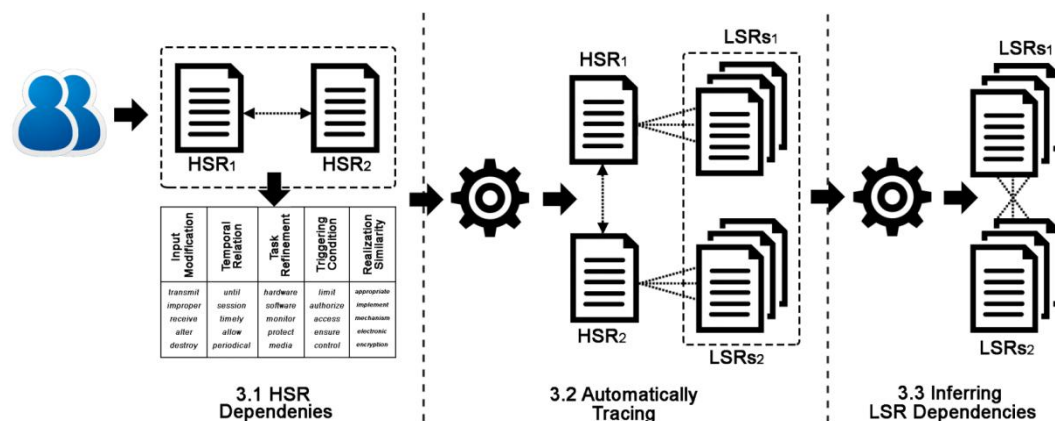 HSR1
HSR2
Input Modification
Temporal Relation
Task Refinement
Triggering Condition
Realization Similarity
transmit until hardware limit appropriate
improper session software authorize implement
receive timely monitor access mechanism
alter allow protect ensure electronic
destroy periodical media control encryption
3.1 HSR
Dependenies
LSRs1
HSR1
HSR2
LSRs2
3.2 Automatically
Tracing
LSRs1
LSRs2
3.3 Inferring
LSR Dependencies